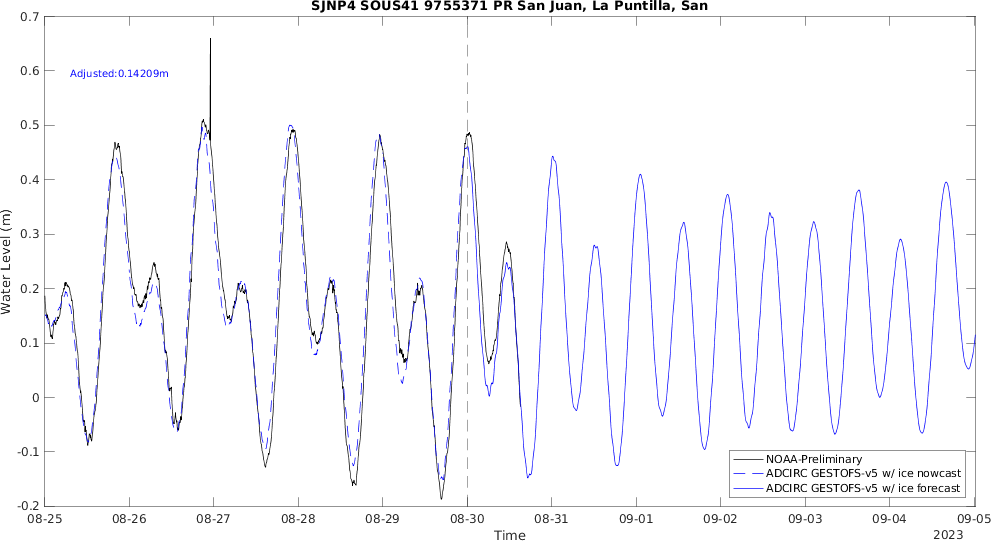 SJNP4 SOUS41 9755371 PR San Juan, La Puntilla, San
Adjusted:0.14209m
0.7
0.6
0.5
0.4
0.3
0.2
0.1
0
-0.1
-0.2
Water Level (m)
NOAA-Preliminary
ADCIRC GESTOFS-v5 w/ ice nowcast
ADCIRC GESTOFS-v5 w/ ice forecast
08-25 08-26 08-27 08-28 08-29 08-30 08-31 09-01 09-02 09-03 09-04 09-05
Time
2023